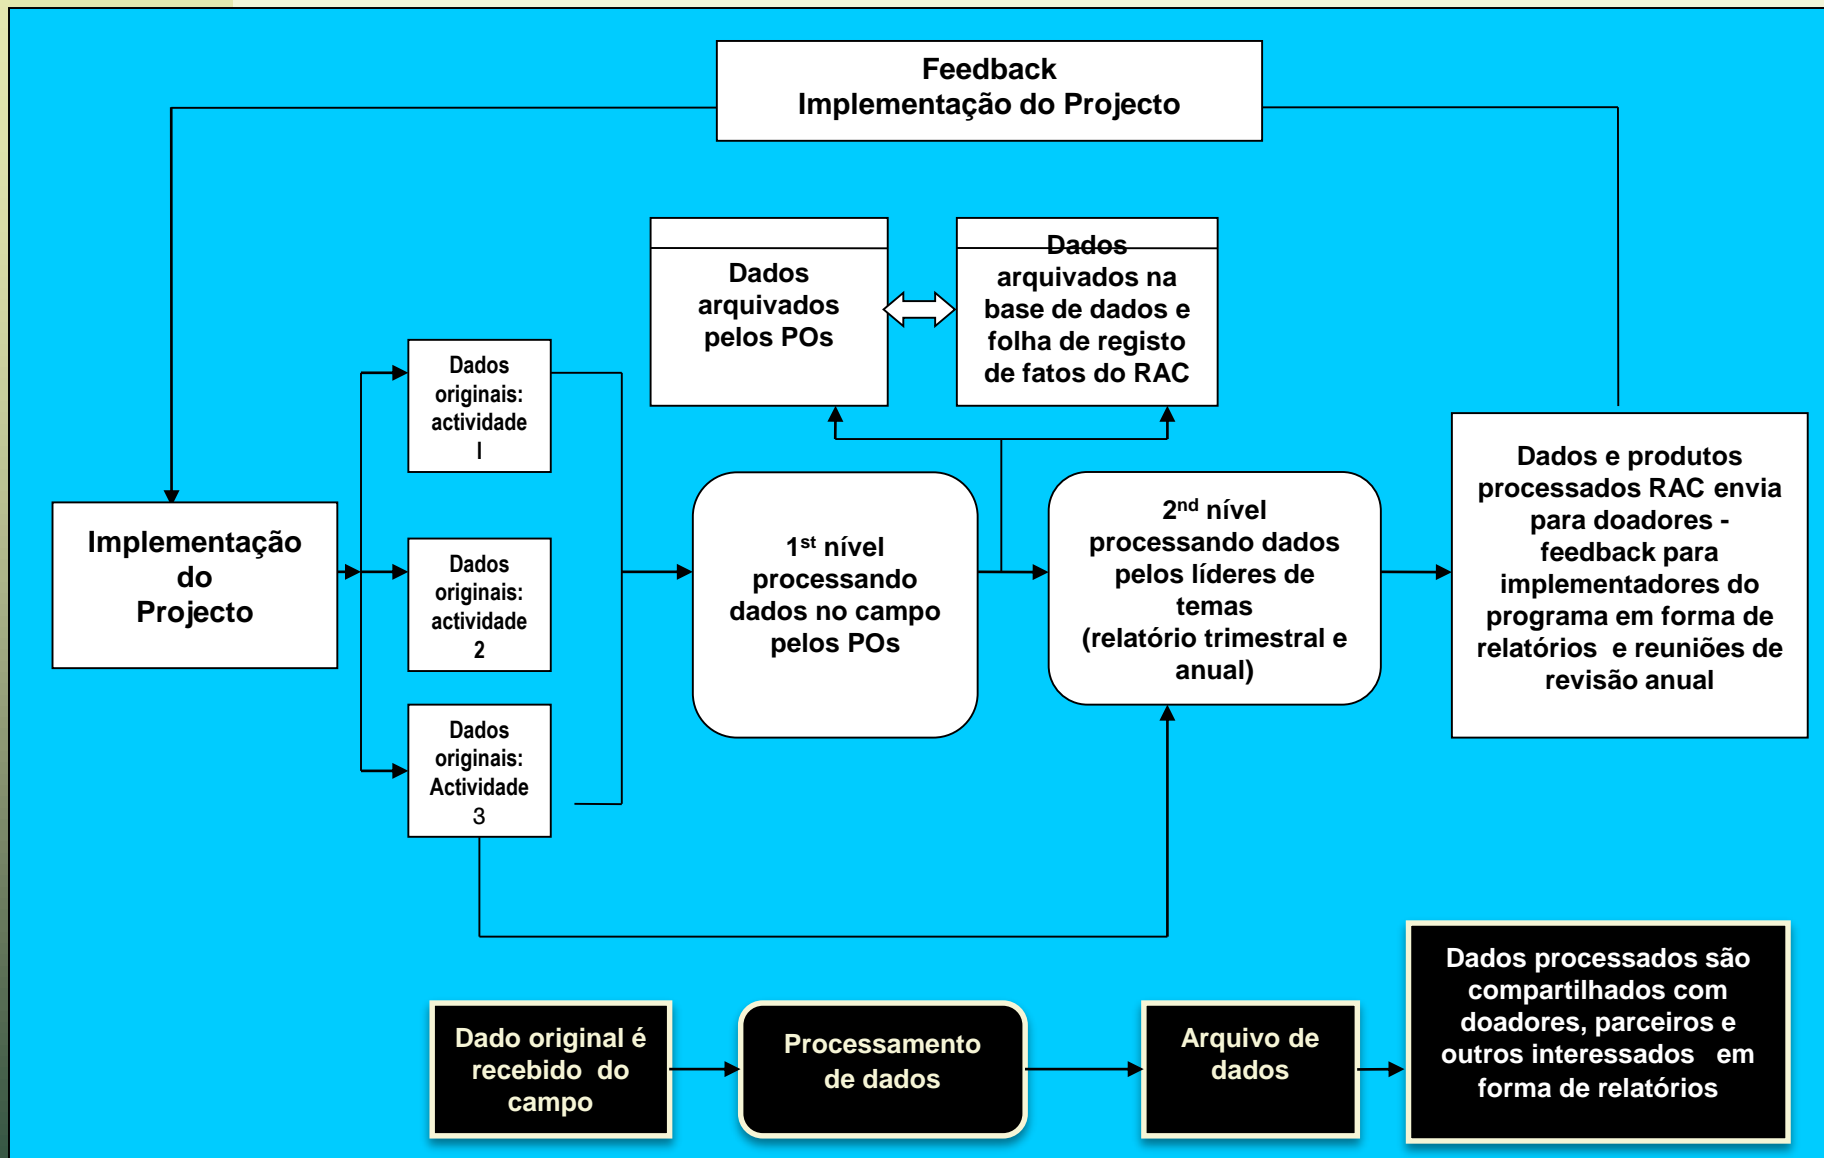 Feedback
Implementação do Projecto
Dados
arquivados
pelos POs
Dados
arquivados na
base de dados e
folha de registo
de fatos do RAC
Dados
originais:
actividade
I
Dados
originais:
actividade
2
Dados
originais:
Actividade
3
Implementação
do
Projecto
1st nível
processando
dados no campo
pelos POs
2nd nível
processando dados
pelos líderes de
temas
(relatório trimestral e
anual)
Dados e produtos
processados RAC envia
para doadores -
feedback para
implementadores do
programa em forma de
relatórios e reuniões de
revisão anual
Dado original é
recebido do
campo
Processamento
de dados
Arquivo de
dados
Dados processados são
compartilhados com
doadores, parceiros e
outros interessados em
forma de relatórios